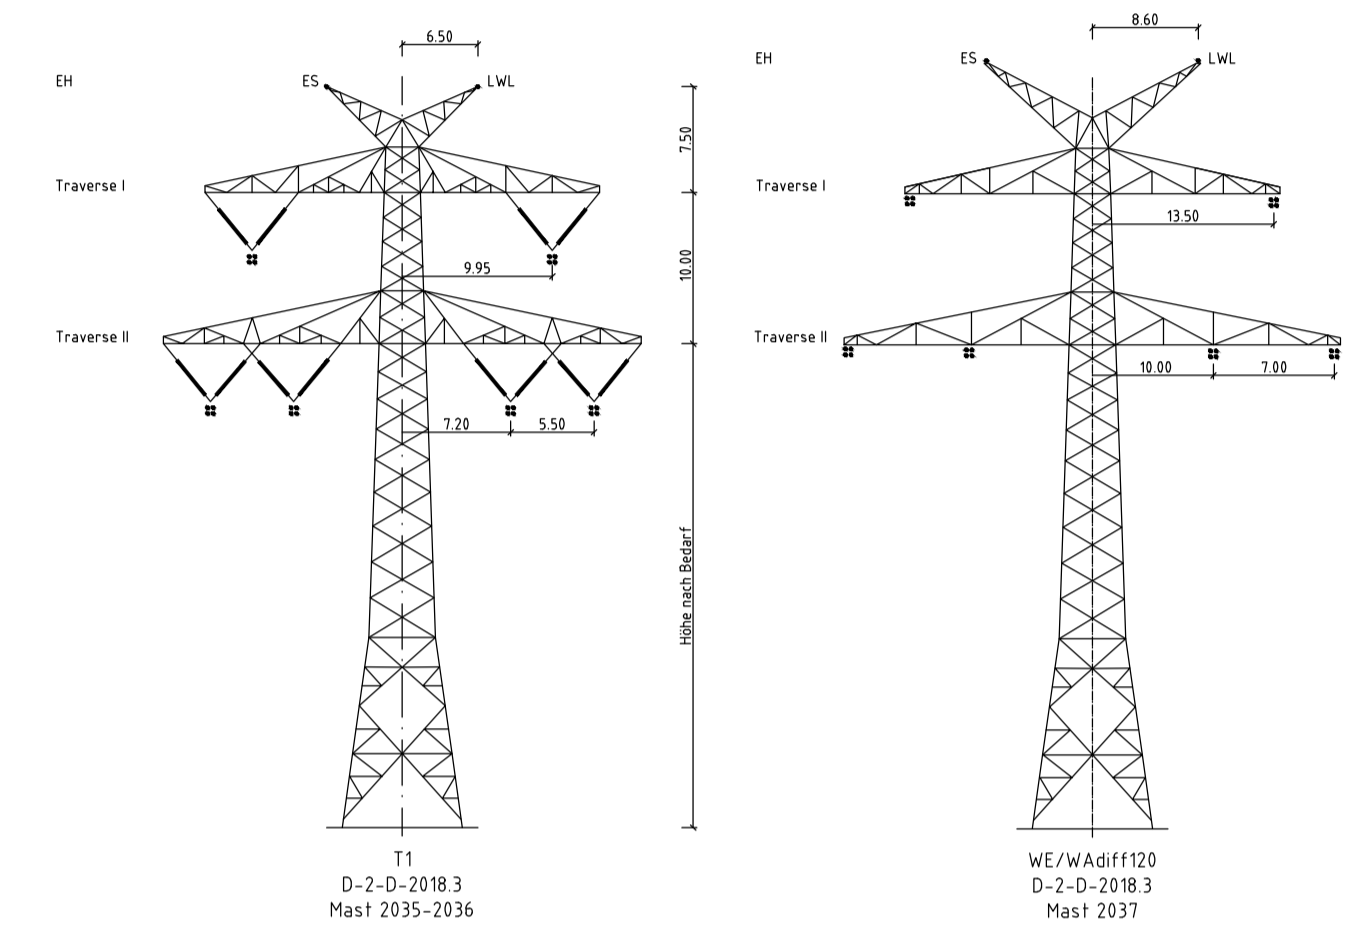 6.50
EH
ES
LWL
7.50
Traverse I
9.95
10.00
Traverse II
7.20
5.50
Höhe nach Bedarf
T1
D-2-D-2018.3
Mast 2035-2036
8.60
EH
ES
LWL
Traverse I
13.50
Traverse II
10.00
7.00
WE/WAdiff120
D-2-D-2018.3
Mast 2037